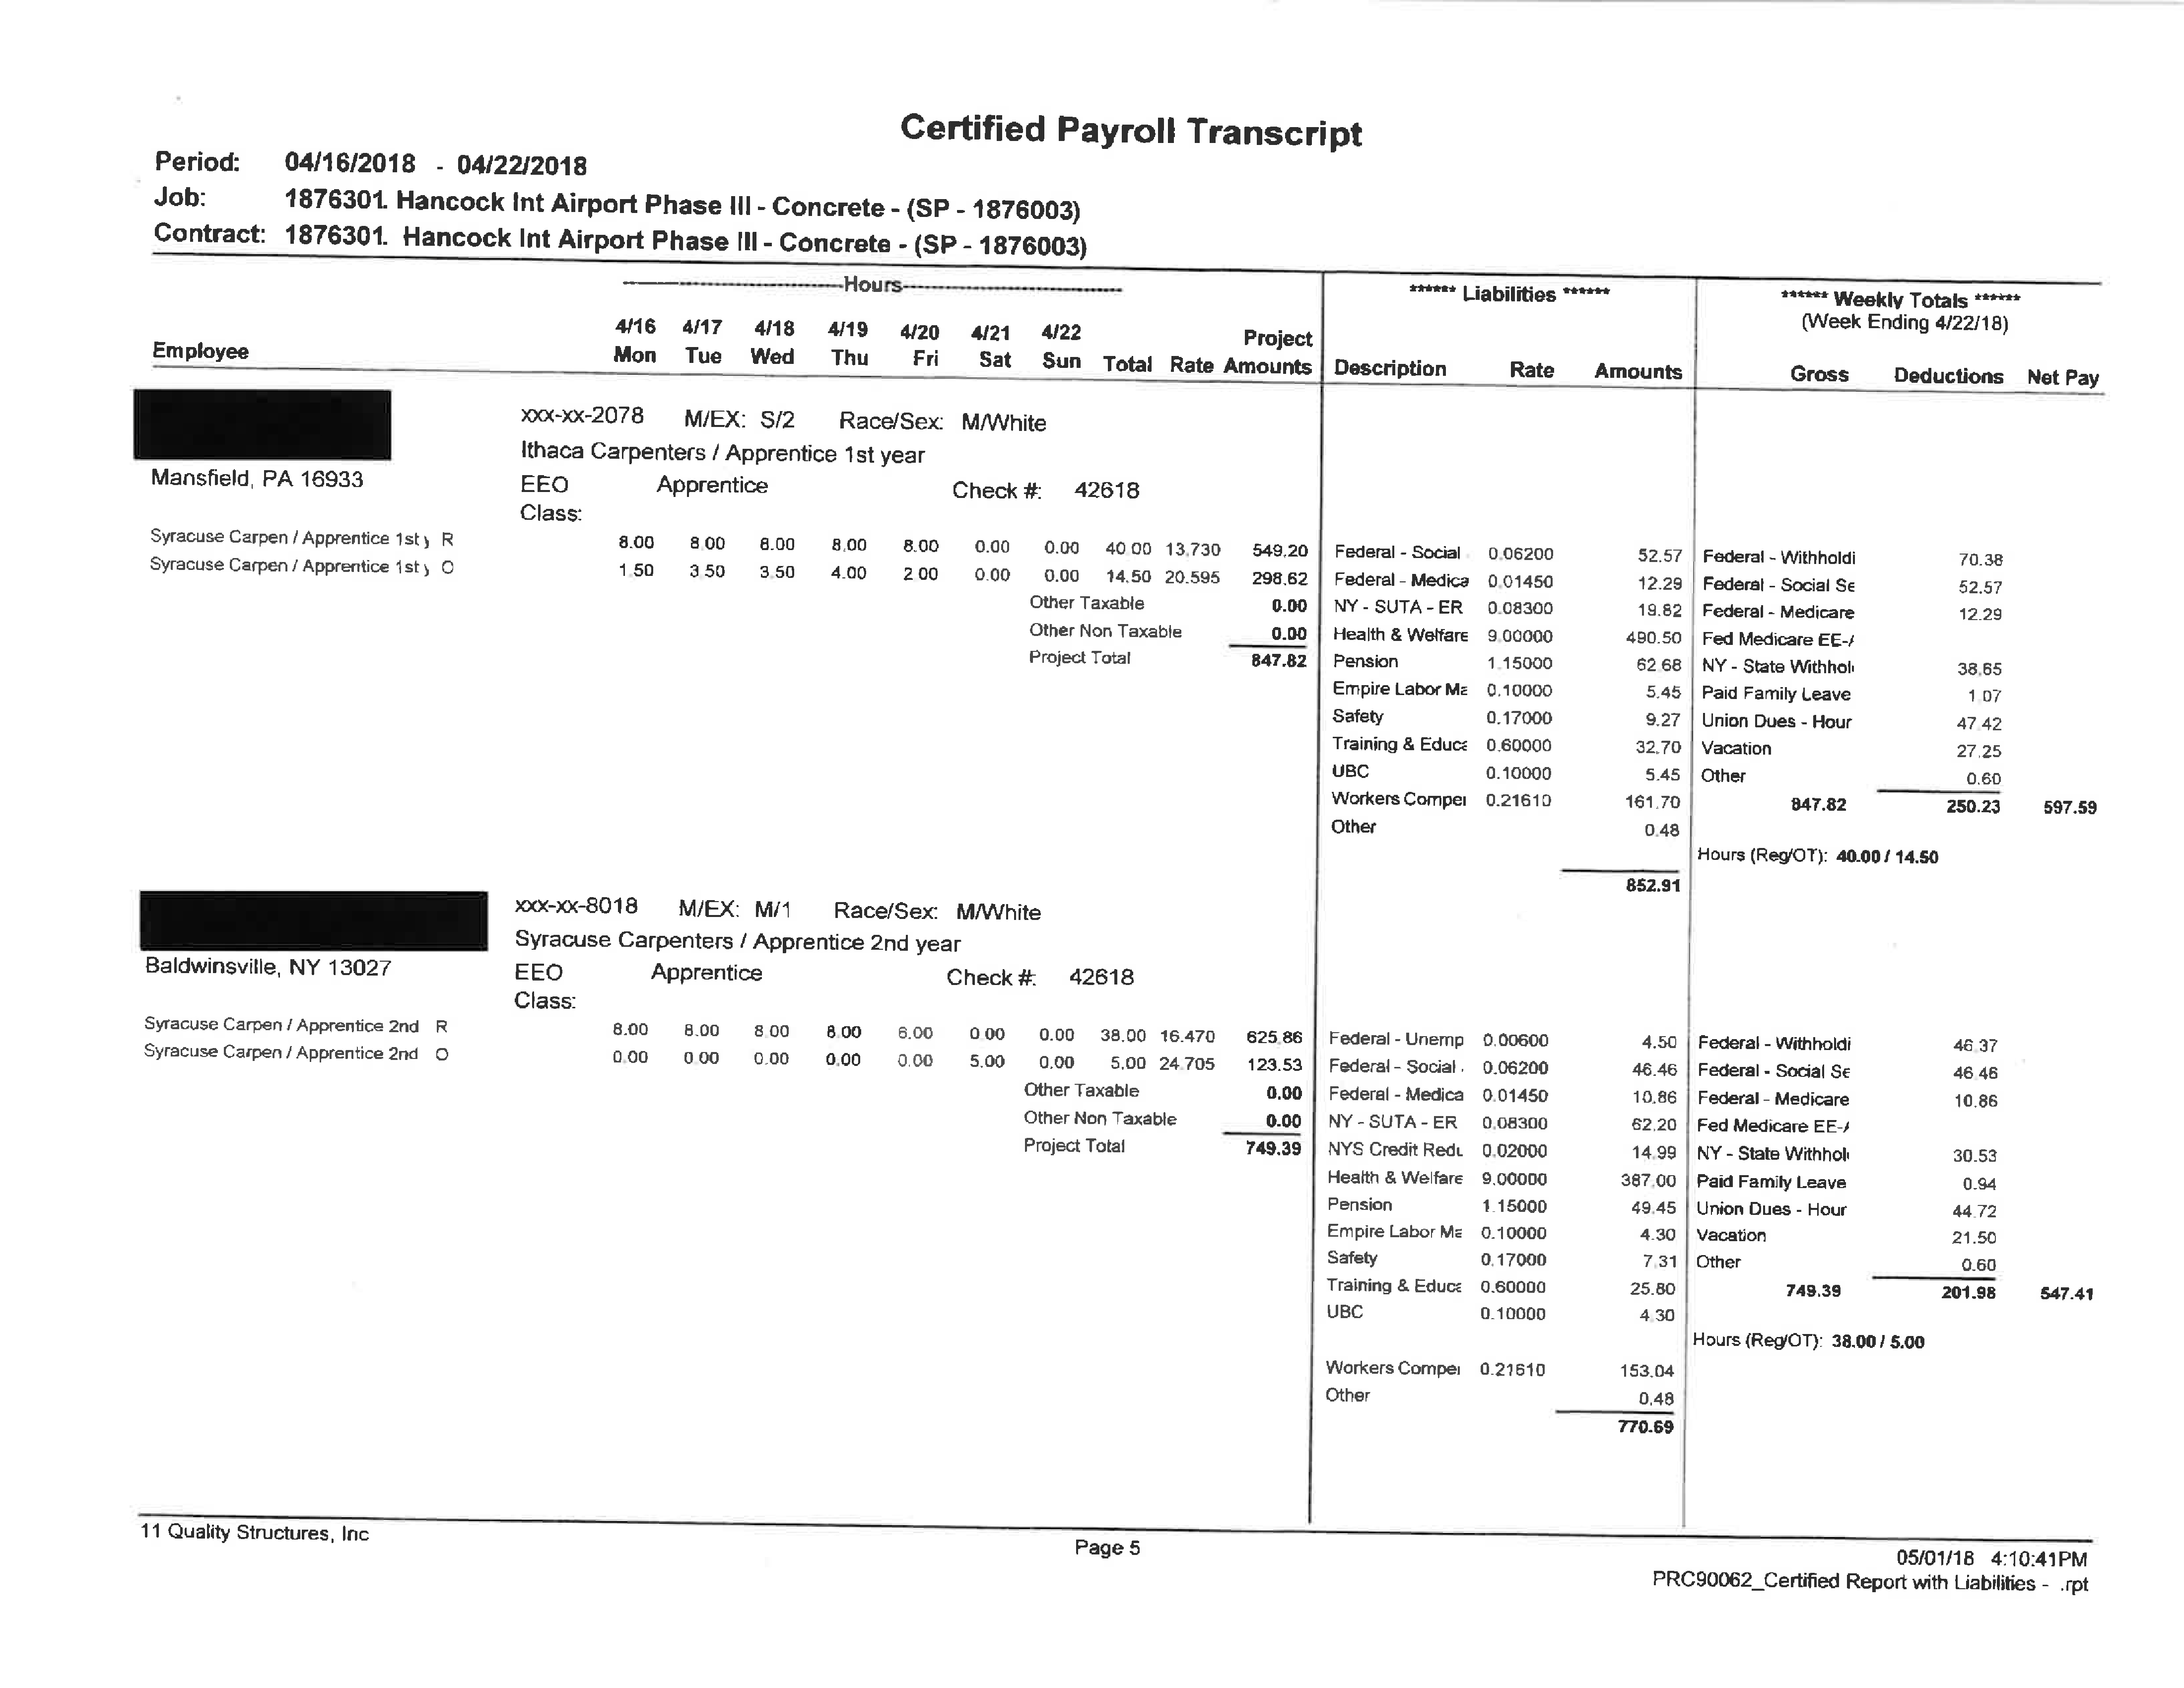 Certified Payroll Transcript
Period: 04/16/2018 - 04/22/2018
Job: 1876301. Hancock Int Airport Phase III - Concrete - (SP - 1876003)
Contract: 1876301. Hancock Int Airport Phase III - Concrete - (SP - 1876003)
Hours
****** Liabilities ******
****** Weekly Totals ******
(Week Ending 4/22/18)
4/16 4/17 4/18 4/19 4/20 4/21 4/22 Project
Employee Mon Tue Wed Thu Fri Sat Sun Total Rate Amounts Description Rate Amounts Gross Deductions Net Pay
xxx-xx-2078 M/EX: S/2 Race/Sex: M/White
Ithaca Carpenters / Apprentice 1st year
Mansfield, PA 16933 EEO Apprentice Check #: 42618
Class:
Syracuse Carpen / Apprentice 1st y R 8.00 8.00 8.00 8.00 8.00 0.00 0.00 40.00 13.730 549.20 Federal - Social 0.06200 52.57 Federal - Withholdi 70.38
Syracuse Carpen / Apprentice 1st y O 1.50 3.50 3.50 4.00 2.00 0.00 0.00 14.50 20.595 298.62 Federal - Medica 0.01450 12.29 Federal - Social Se 52.57
Other Taxable 0.00 NY - SUTA - ER 0.08300 19.82 Federal - Medicare 12.29
Other Non Taxable 0.00 Health & Welfare 9.00000 490.50 Fed Medicare EE-A
Project Total 847.82 Pension 1.15000 62.68 NY - State Withhol 38.65
Empire Labor Ma 0.10000 5.45 Paid Family Leave 1.07
Safety 0.17000 9.27 Union Dues - Hour 47.42
Training & Educa 0.60000 32.70 Vacation 27.25
UBC 0.10000 5.45 Other 0.60
Workers Compe 0.21610 161.70 847.82 250.23 597.59
Other 0.48
Hours (Reg/OT): 40.00 / 14.50
852.91
xxx-xx-8018 M/EX: M/1 Race/Sex: M/White
Syracuse Carpenters / Apprentice 2nd year
Baldwinsville, NY 13027 EEO Apprentice Check #: 42618
Class:
Syracuse Carpen / Apprentice 2nd R 8.00 8.00 8.00 8.00 6.00 0.00 0.00 38.00 16.470 625.86 Federal - Unemp 0.00600 4.50 Federal - Withholdi 46.37
Syracuse Carpen / Apprentice 2nd O 0.00 0.00 0.00 0.00 0.00 5.00 0.00 5.00 24.705 123.53 Federal - Social 0.06200 46.46 Federal - Social Se 46.46
Other Taxable 0.00 Federal - Medica 0.01450 10.86 Federal - Medicare 10.86
Other Non Taxable 0.00 NY - SUTA - ER 0.08300 62.20 Fed Medicare EE-A
Project Total 749.39 NYS Credit Redu 0.02000 14.99 NY - State Withhol 30.53
Health & Welfare 9.00000 387.00 Paid Family Leave 0.94
Pension 1.15000 49.45 Union Dues - Hour 44.72
Empire Labor Ma 0.10000 4.30 Vacation 21.50
Safety 0.17000 7.31 Other 0.60
Training & Educa 0.60000 25.80 749.39 201.98 547.41
UBC 0.10000 4.30
Hours (Reg/OT): 38.00 / 5.00
Workers Compe 0.21610 153.04
Other 0.48
770.69
11 Quality Structures, Inc
Page 5
05/01/18 4:10:41PM
PRC90062_Certified Report with Liabilities - .rpt